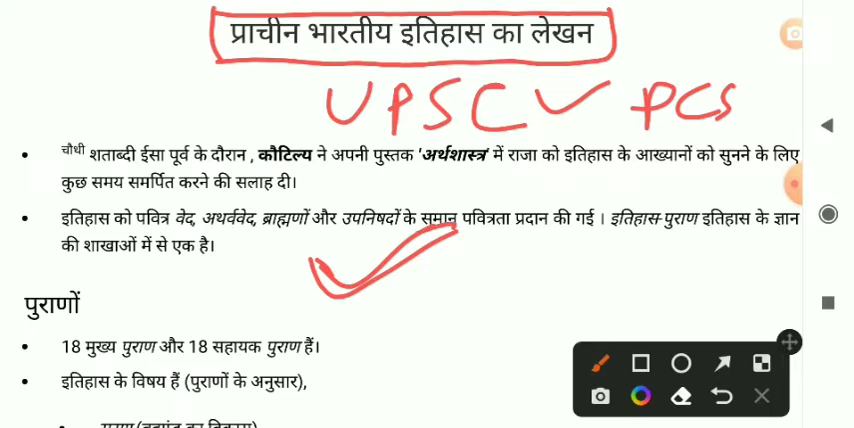 प्राचीन भारतीय इतिहास का लेखन
UPSC PCS
• चौथी शताब्दी ईसा पूर्व के दौरान , कौटिल्य ने अपनी पुस्तक 'अर्थशास्त्र' में राजा को इतिहास के आख्यानों को सुनने के लिए
कुछ समय समर्पित करने की सलाह दी।
• इतिहास को पवित्र वेद, अथर्ववेद, ब्राह्मणों और उपनिषदों के समान पवित्रता प्रदान की गई । इतिहास-पुराण इतिहास के ज्ञान
की शाखाओं में से एक है।
पुराणों
• 18 मुख्य पुराण और 18 सहायक पुराण हैं।
• इतिहास के विषय हैं (पुराणों के अनुसार),